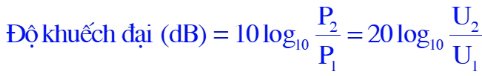 Độ khuếch đại (dB) = 10 log₁₀ P₂/P₁ = 20 log₁₀ U₂/U₁